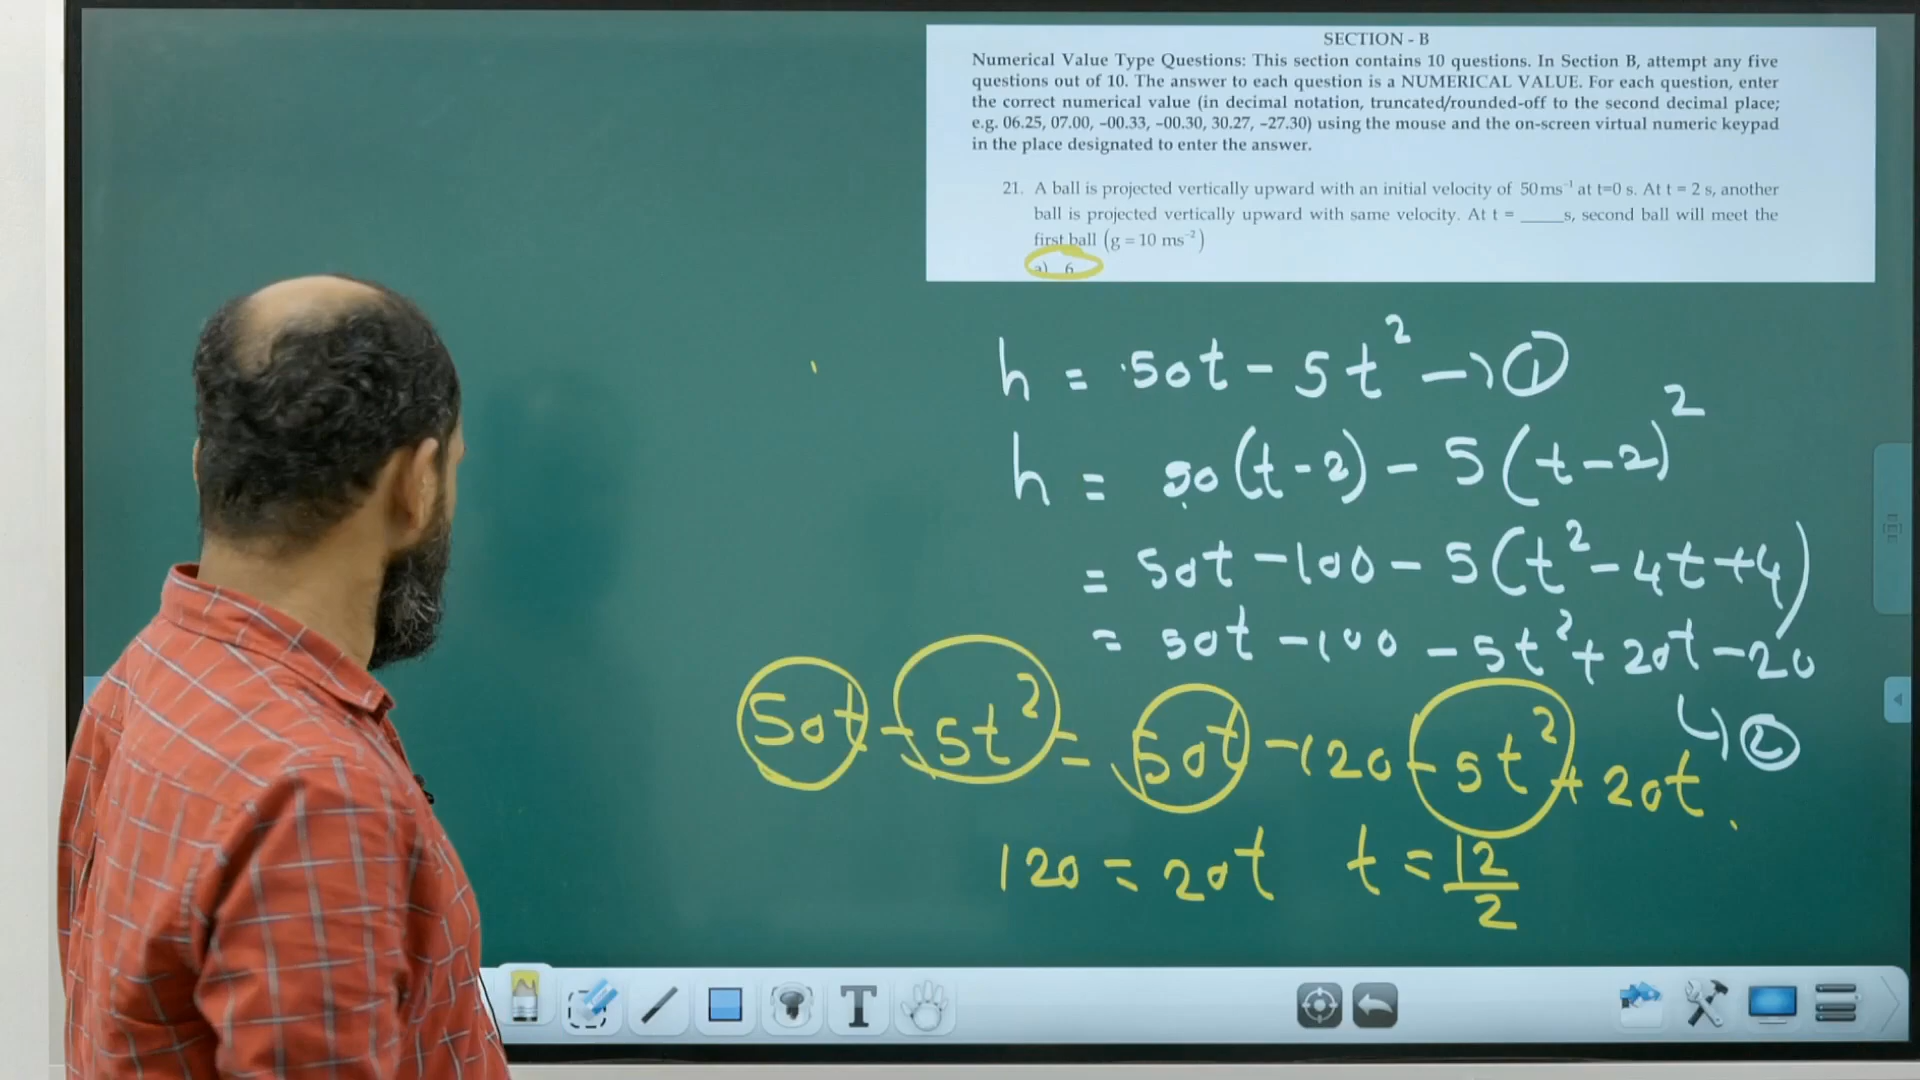 SECTION - B
Numerical Value Type Questions: This section contains 10 questions. In Section B, attempt any five
questions out of 10. The answer to each question is a NUMERICAL VALUE. For each question, enter
the correct numerical value (in decimal notation, truncated/rounded-off to the second decimal place;
e.g. 06.25, 07.00, -00.33, -00.30, 30.27, -27.30) using the mouse and the on-screen virtual numeric keypad
in the place designated to enter the answer.
21. A ball is projected vertically upward with an initial velocity of 50ms⁻¹ at t=0 s. At t = 2 s, another
ball is projected vertically upward with same velocity. At t = _____s, second ball will meet the
first ball (g = 10 ms⁻²)
a) 6
h = 50t - 5t² → ①
h = 50(t-2) - 5(t-2)²
= 50t - 100 - 5(t² - 4t + 4)
= 50t - 100 - 5t² + 20t - 20
↳ ②
50t - 5t² = 50t - 120 - 5t² + 20t
120 = 20t t = 12/2
T